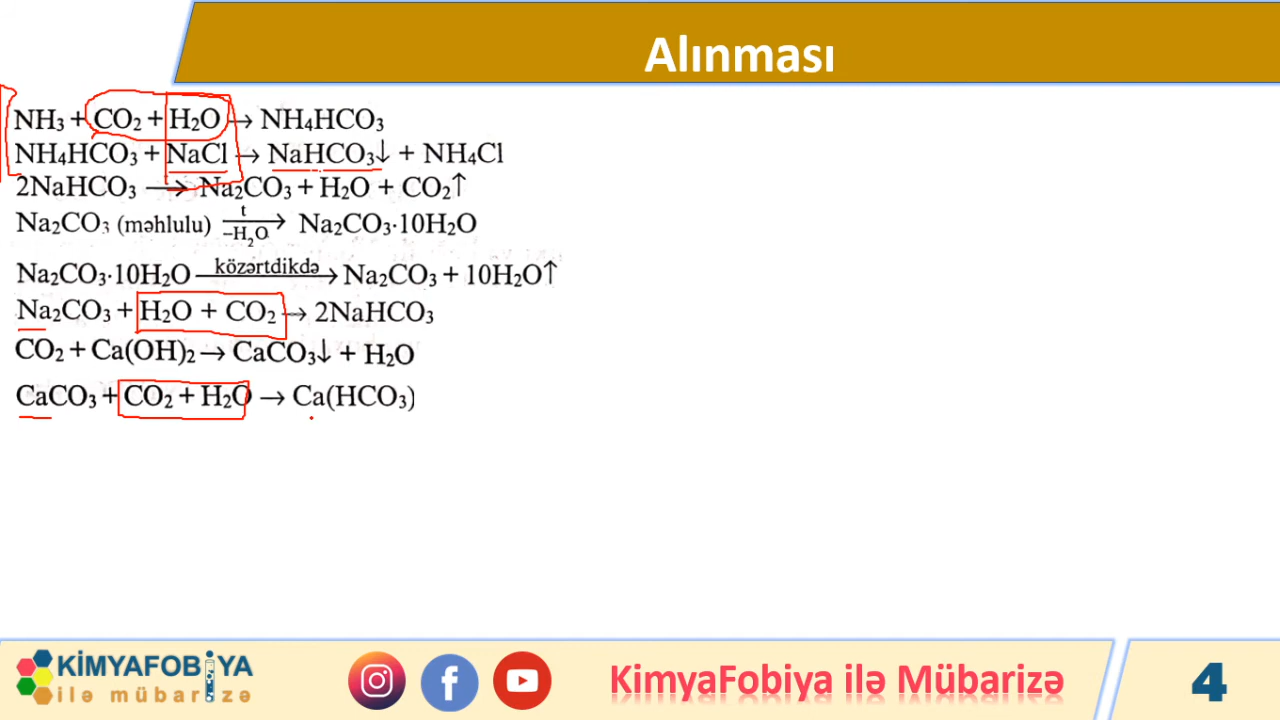 Alınması
NH₃ + CO₂ + H₂O → NH₄HCO₃
NH₄HCO₃ + NaCl → NaHCO₃↓ + NH₄Cl
2NaHCO₃ → Na₂CO₃ + H₂O + CO₂↑
Na₂CO₃ (məhlulu) t −H₂O → Na₂CO₃·10H₂O
Na₂CO₃·10H₂O közərtdikdə → Na₂CO₃ + 10H₂O↑
Na₂CO₃ + H₂O + CO₂ → 2NaHCO₃
CO₂ + Ca(OH)₂ → CaCO₃↓ + H₂O
CaCO₃ + CO₂ + H₂O → Ca(HCO₃)
KİMYAFOBİYA
ilə mübarizə
KimyaFobiya ilə Mübarizə
4